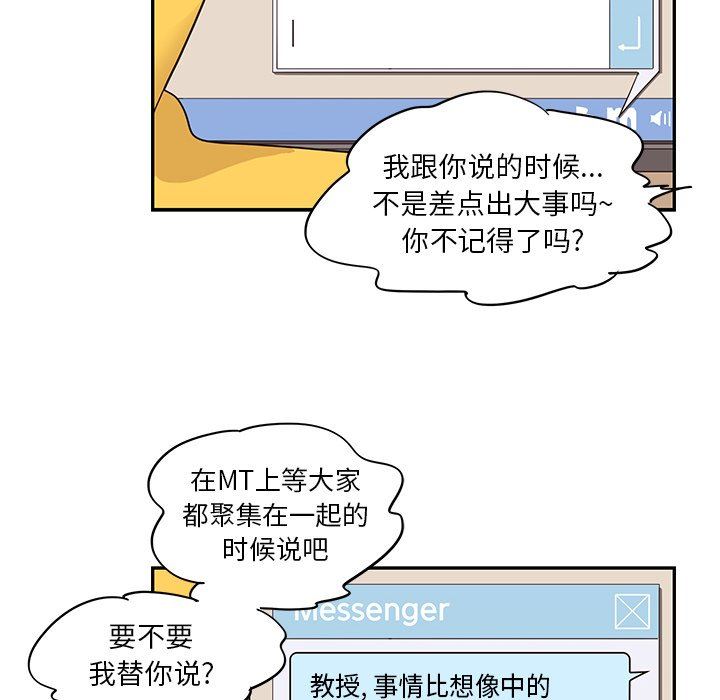 我跟你说的时候...
不是差点出大事吗~
你不记得了吗?
在MT上等大家
都聚集在一起的
时候说吧
要不要
我替你说?
Messenger
教授, 事情比想像中的